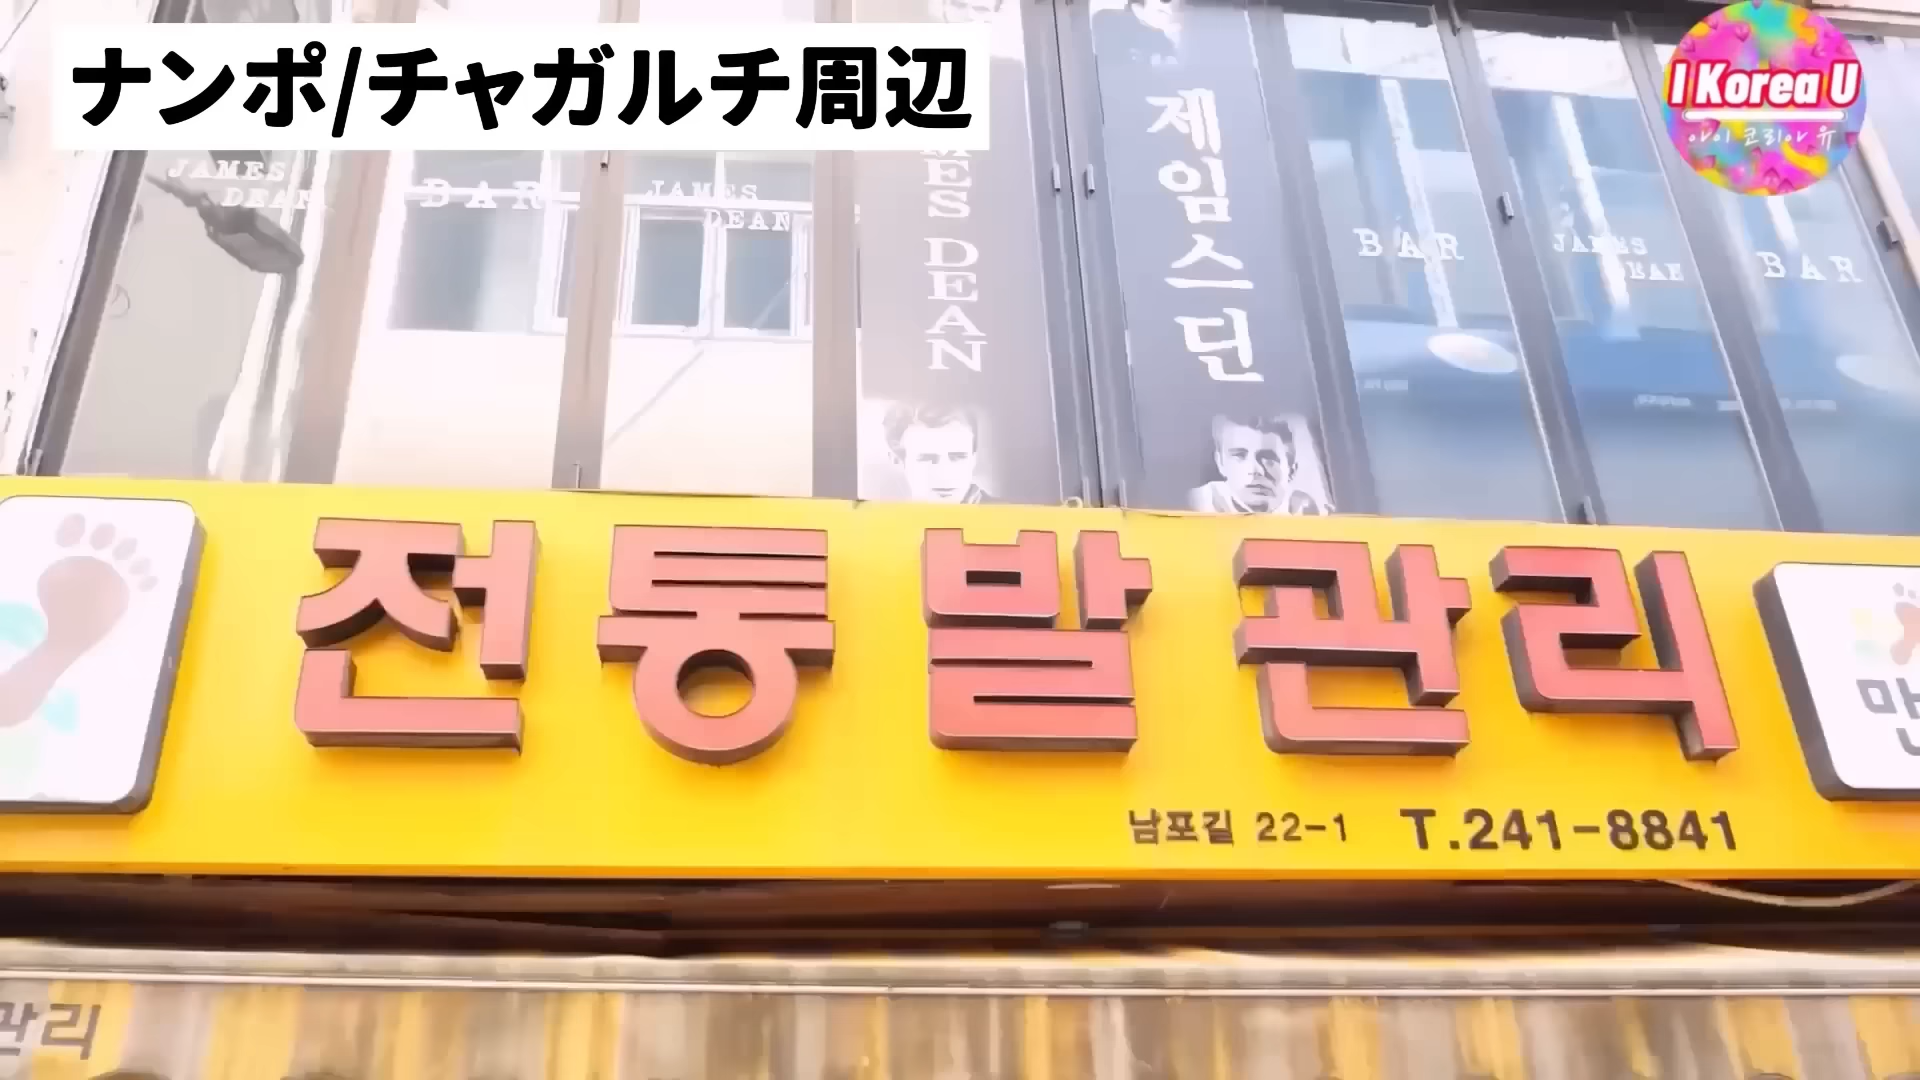 ナンポ/チャガルチ周辺
I Korea U
아이 코리아 유
JAMES
DEAN
BAR
JAMES
DEAN
MES DEAN
제임스딘
BAR
JAMES
DEAN
BAR
전통발관리
남포길 22-1 T.241-8841
관리